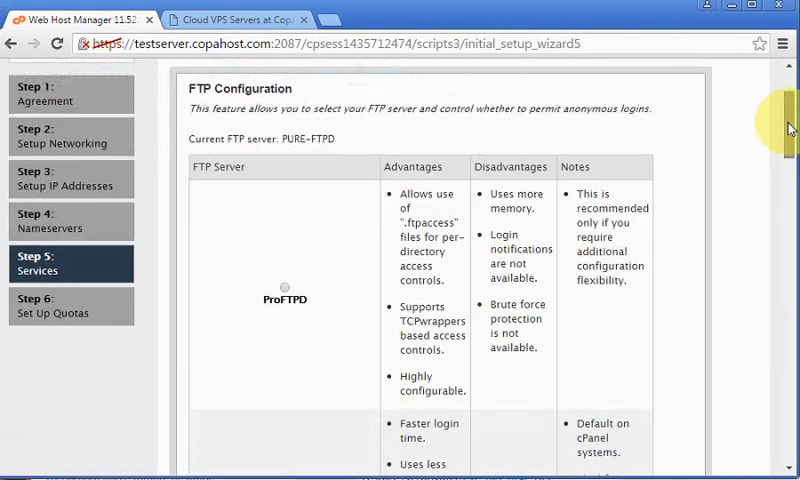 Web Host Manager 11.52.
Cloud VPS Servers at Copa
https://testserver.copahost.com:2087/cpsess1435712474/scripts3/initial_setup_wizard5
Step 1:
Agreement
Step 2:
Setup Networking
Step 3:
Setup IP Addresses
Step 4:
Nameservers
Step 5:
Services
Step 6:
Set Up Quotas
FTP Configuration
This feature allows you to select your FTP server and control whether to permit anonymous logins.
Current FTP server: PURE-FTPD
FTP Server
Advantages
Disadvantages
Notes
ProFTPD
Allows use
of
".ftpaccess"
files for per-
directory
access
controls.
Supports
TCPwrappers
based access
controls.
Highly
configurable.
Uses more
memory.
Login
notifications
are not
available.
Brute force
protection
is not
available.
This is
recommended
only if you
require
additional
configuration
flexibility.
Faster login
time.
Uses less
Default on
cPanel
systems.